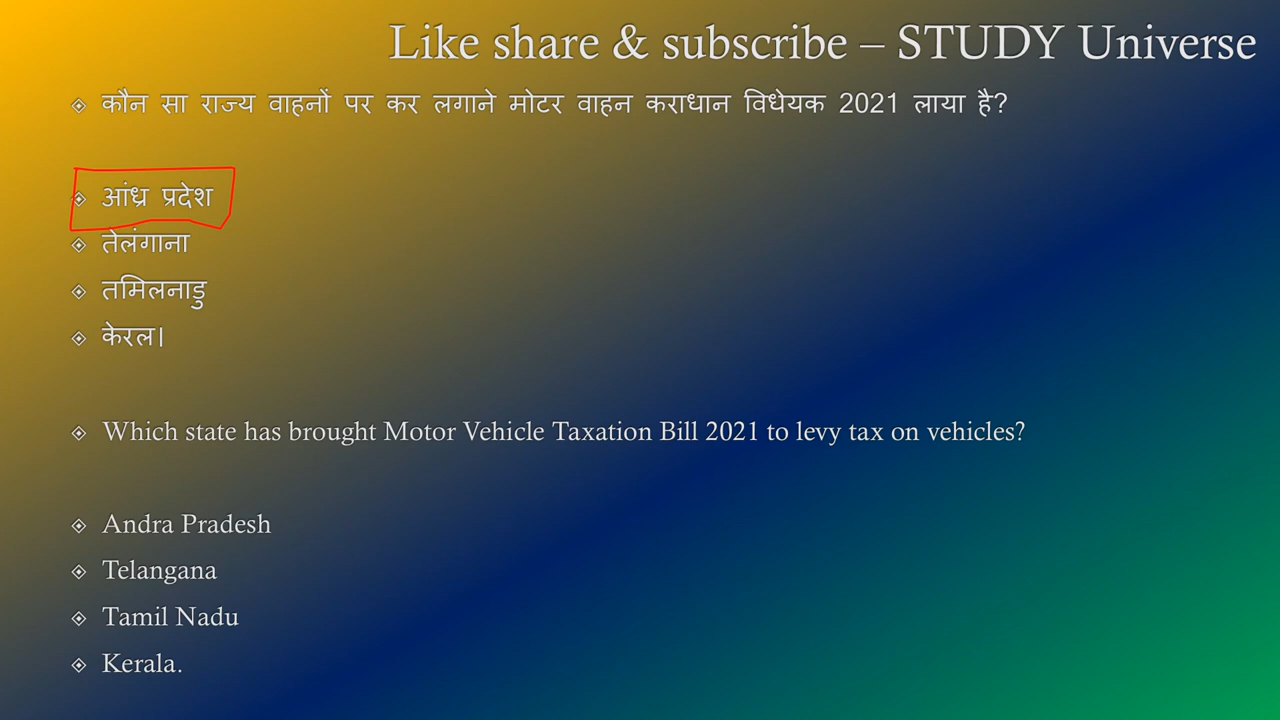 Like share & subscribe – STUDY Universe
कौन सा राज्य वाहनों पर कर लगाने मोटर वाहन कराधान विधेयक 2021 लाया है?
आंध्र प्रदेश
तेलंगाना
तमिलनाडु
केरल।
Which state has brought Motor Vehicle Taxation Bill 2021 to levy tax on vehicles?
Andra Pradesh
Telangana
Tamil Nadu
Kerala.